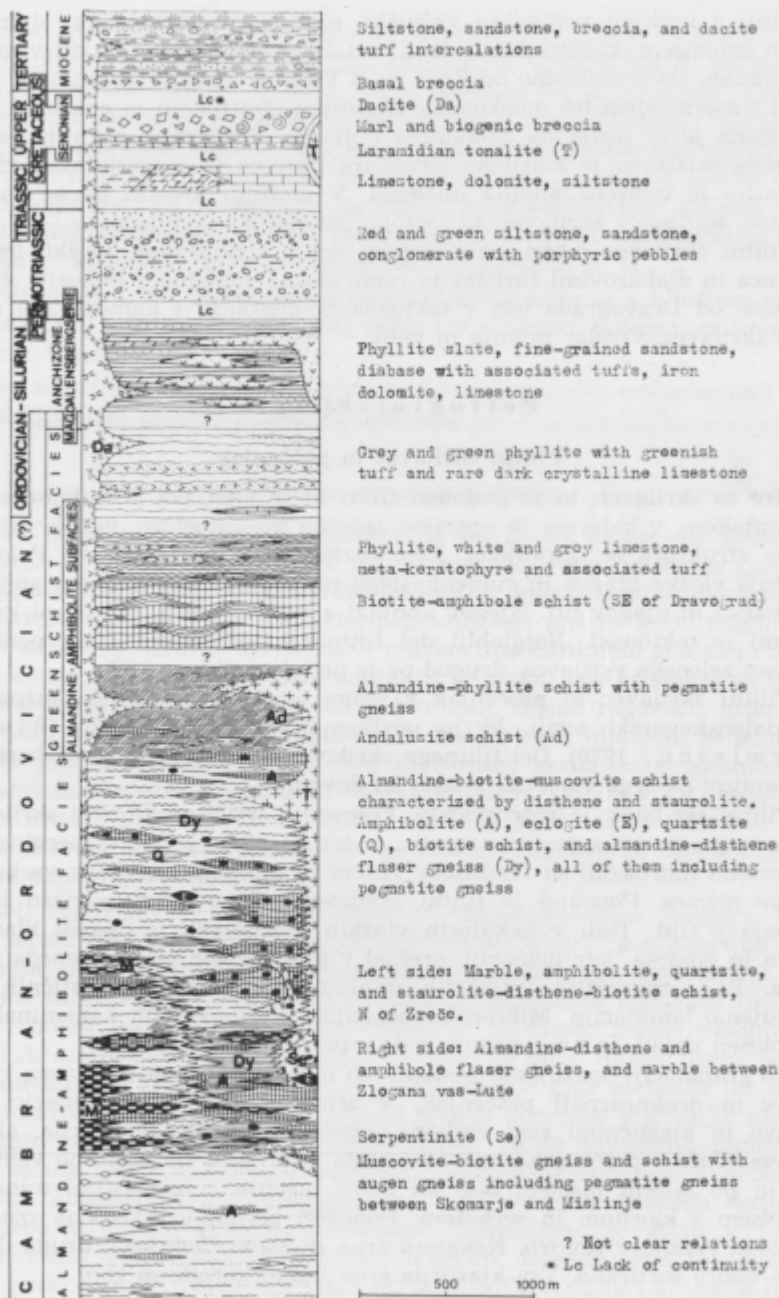 UPPER TERTIARY
MIOCENE
CRETACEOUS
SENONIAN
TRIASSIC
PERMOTRIASSIC
ORDOVICIAN - SILURIAN
ANCHIZONE
MAGDALENSBERGSERIE
CAMBRIAN ORDOVICIAN (?)
GREENSCHIST FACIES
ALMANDINE-AMPHIBOLITE SUBFACIES
ALMANDINE-AMPHIBOLITE FACIES
Lc*
T
Lc
Lc
Lc
?
Da
?
?
Ad
A
T
Dy
Q
M
Se
Dy
E
A
M
A
Siltstone, sandstone, breccia, and dacite
tuff intercalations
Basal breccia
Dacite (Da)
Marl and biogenic breccia
Laramidian tonalite (T)
Limestone, dolomite, siltstone
Red and green siltstone, sandstone,
conglomerate with porphyric pebbles
Phyllite slate, fine-grained sandstone,
diabase with associated tuffs, iron
dolomite, limestone
Grey and green phyllite with greenish
tuff and rare dark crystalline limestone
Phyllite, white and grey limestone,
meta-keratophyre and associated tuff
Biotite-amphibole schist (SE of Dravograd)
Almandine-phyllite schist with pegmatite
gneiss
Andalusite schist (Ad)
Almandine-biotite-muscovite schist
characterized by disthene and staurolite.
Amphibolite (A), eclogite (E), quartzite
(Q), biotite schist, and almandine-disthene
flaser gneiss (Dy), all of them including
pegmatite gneiss
Left side: Marble, amphibolite, quartzite,
and staurolite-disthene-biotite schist,
N of Zreče.
Right side: Almandine-disthene and
amphibole flaser gneiss, and marble between
Zlogana vas-Luže
Serpentinite (Se)
Muscovite-biotite gneiss and schist with
augen gneiss including pegmatite gneiss
between Skomarje and Mislinje
? Not clear relations
* Lc Lack of continuity
500 1000 m